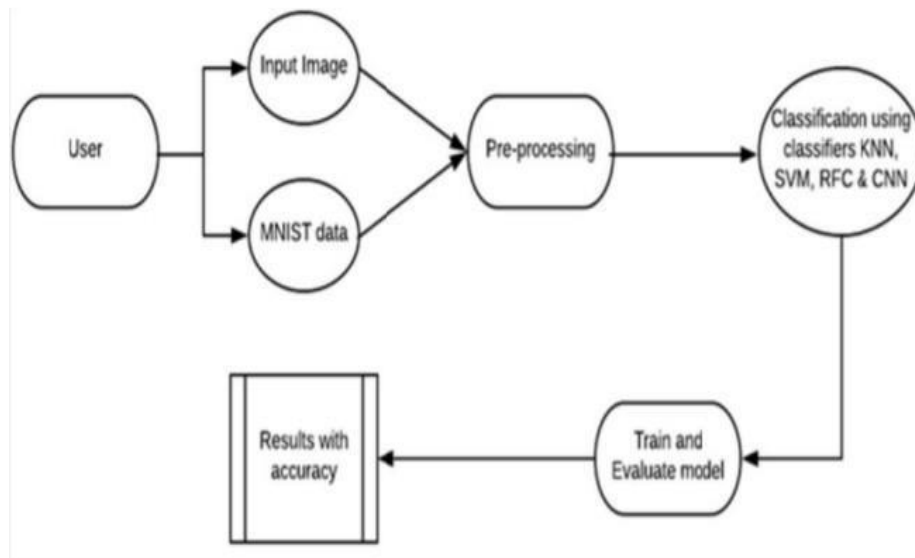 Input Image
User
Pre-processing
MNIST data
Classification using
classifiers KNN,
SVM, RFC & CNN
Results with
accuracy
Train and
Evaluate model